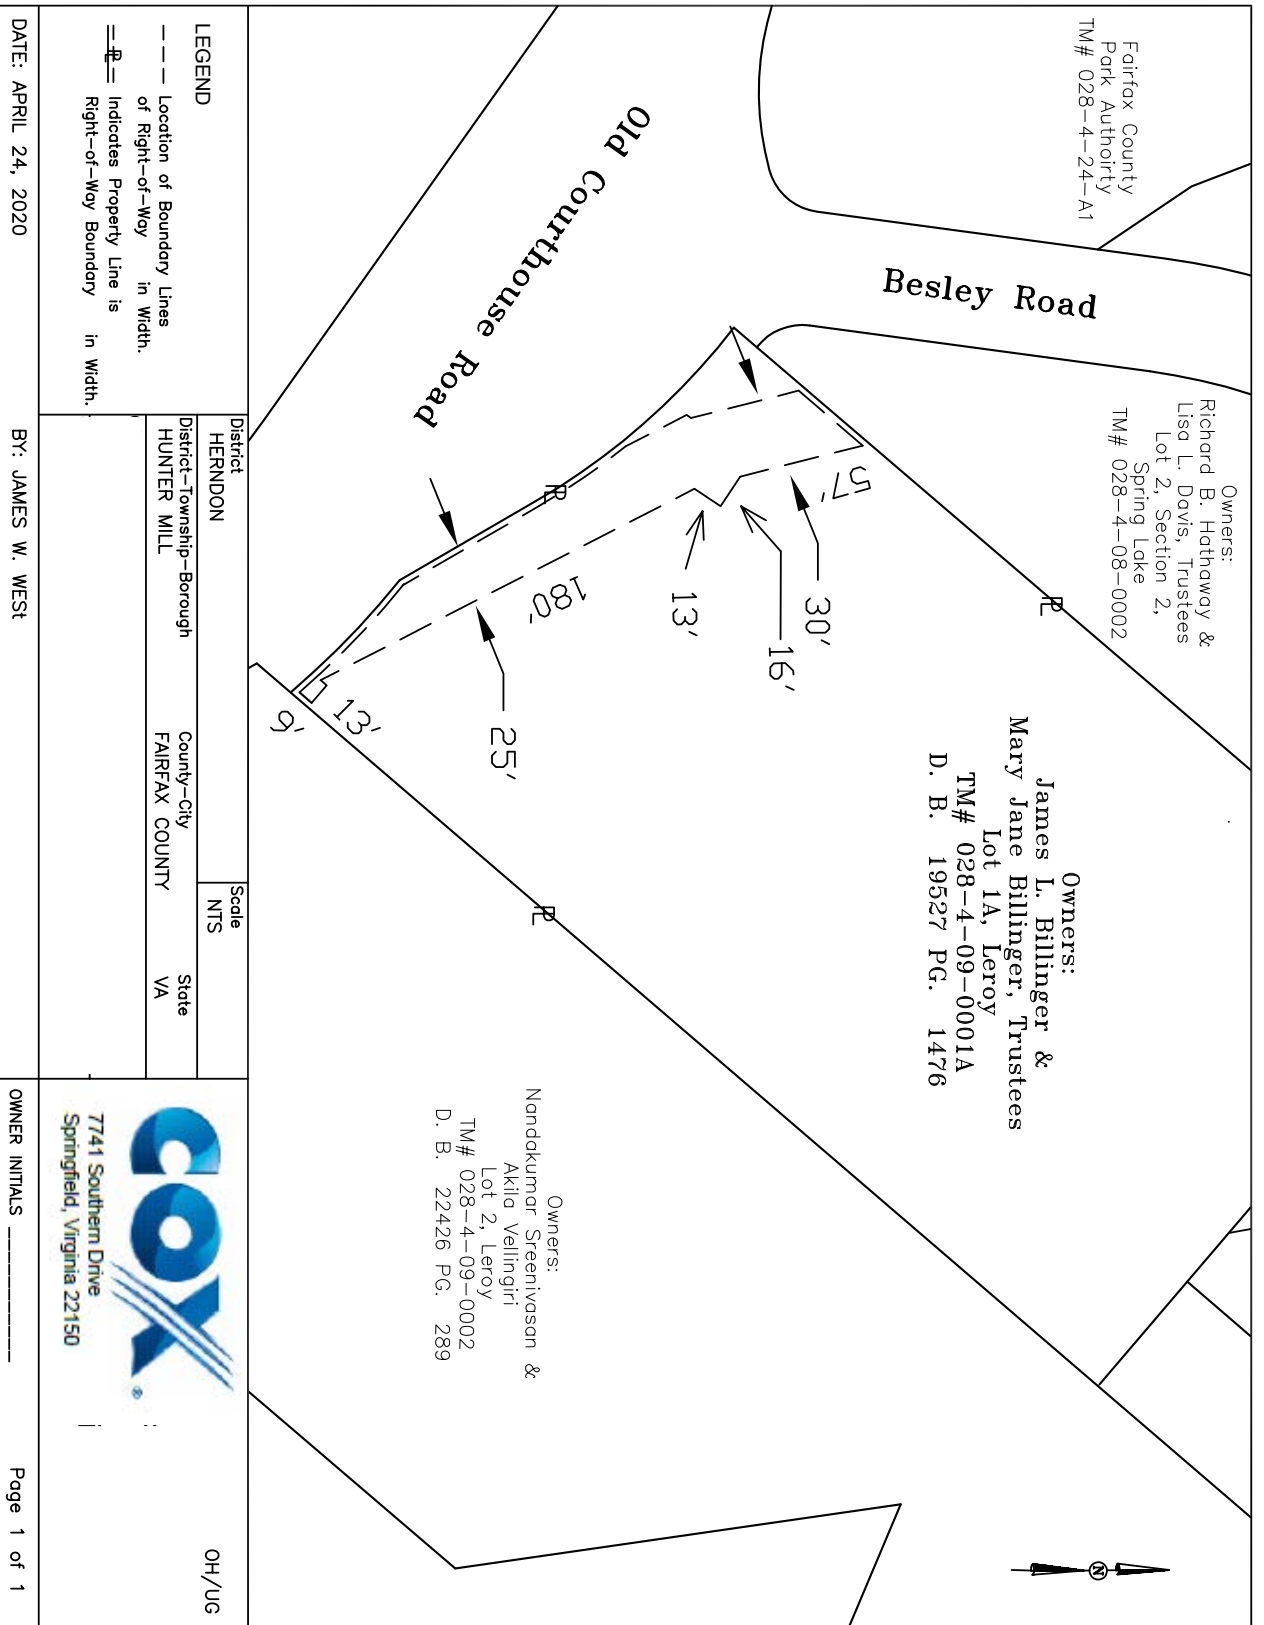 Fairfax County
Park Authoirty
TM# 028-4-24-A1
Besley Road
Old Courthouse Road
Owners:
Richard B. Hathaway &
Lisa L. Davis, Trustees
Lot 2, Section 2,
Spring Lake
TM# 028-4-08-0002
57'
30'
16'
13'
180'
25'
13'
9'
PL
PL
PL
Owners:
James L. Billinger &
Mary Jane Billinger, Trustees
Lot 1A, Leroy
TM# 028-4-09-0001A
D. B. 19527 PG. 1476
Owners:
Nandakumar Sreenivasan &
Akila Vellingiri
Lot 2, Leroy
TM# 028-4-09-0002
D. B. 22426 PG. 289
N
LEGEND
— — — Location of Boundary Lines
of Right-of-Way in Width.
PL Indicates Property Line is
Right-of-Way Boundary in Width.
District
HERNDON
Scale
NTS
District-Township-Borough
HUNTER MILL
County-City
FAIRFAX COUNTY
State
VA
COX®
7741 Southern Drive
Springfield, Virginia 22150
OH/UG
DATE: APRIL 24, 2020
BY: JAMES W. WESt
OWNER INITIALS __________
Page 1 of 1